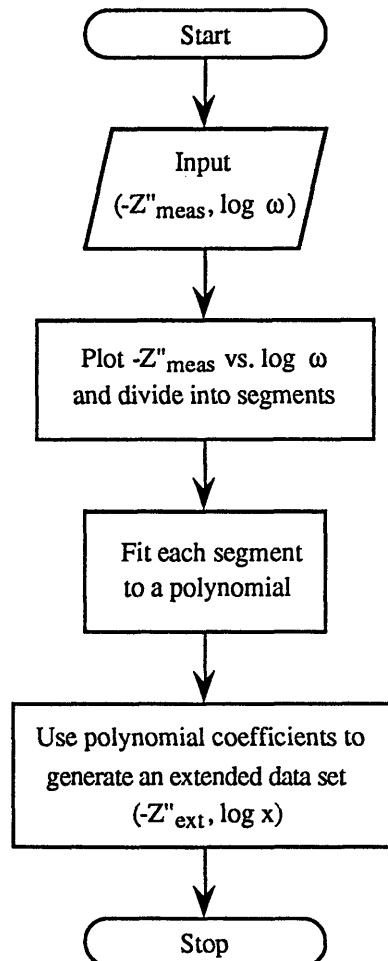 Start
Input
(-Z"meas, log ω)
Plot -Z"meas vs. log ω
and divide into segments
Fit each segment
to a polynomial
Use polynomial coefficients to
generate an extended data set
(-Z"ext, log x)
Stop